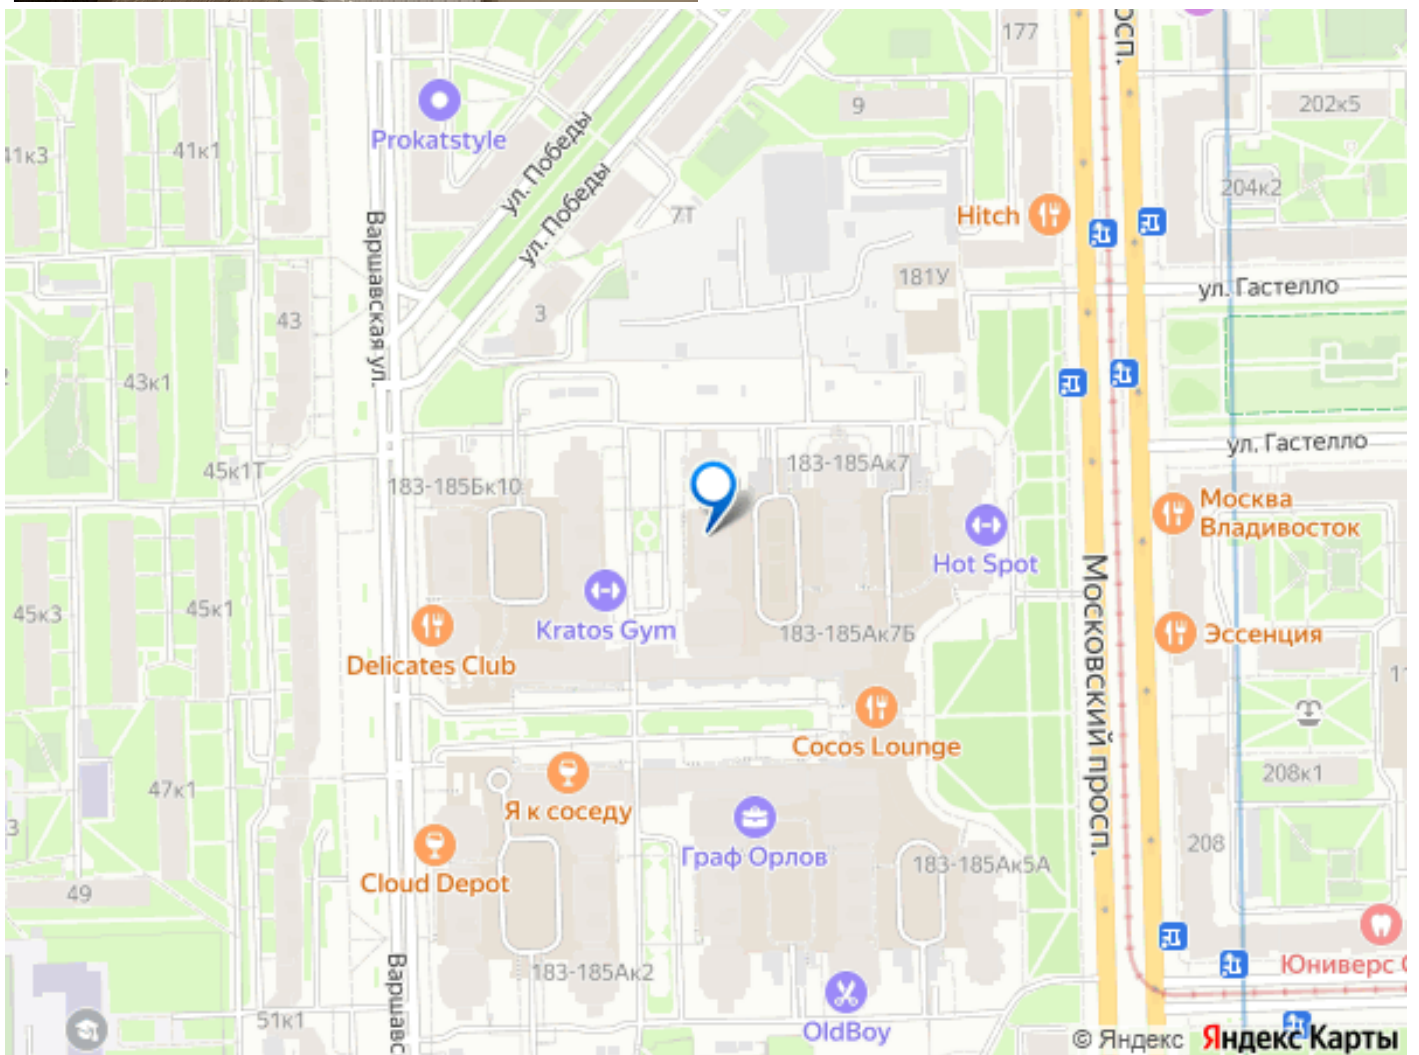 177
осп.
9
202к5
Prokatstyle
41к3
41к1
ул. Победы
ул. Победы
7Т
204к2
Hitch
Варшавская ул.
181У
ул. Гастелло
43
3
43к1
ул. Гастелло
45к1Т
183-185Бк10
183-185Ак7
Москва
Владивосток
Hot Spot
Московский просп.
45к3
45к1
Kratos Gym
183-185Ак7Б
Эссенция
Delicates Club
Cocos Lounge
208к1
47к1
Я к соседу
Граф Орлов
183-185Ак5А
208
49
Cloud Depot
Варшавс
183-185Ак2
Юниверс С
51к1
OldBoy
© Яндекс Яндекс Карты